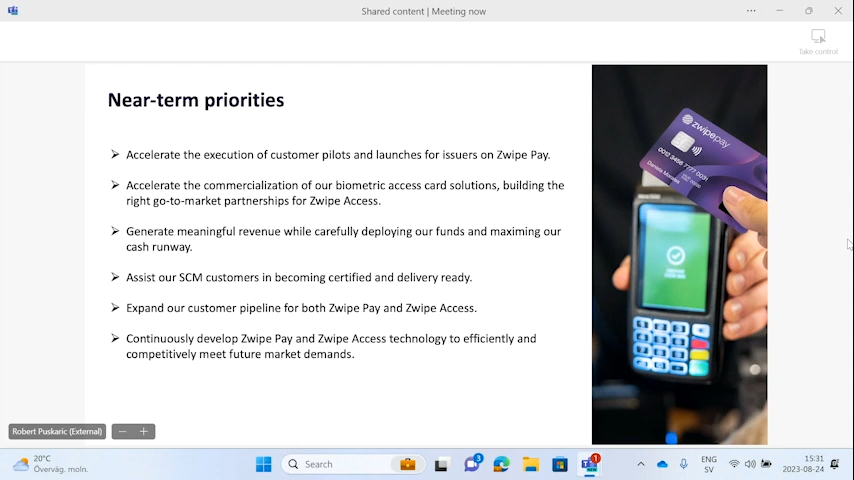 Shared content | Meeting now
Take control
Near-term priorities
➢ Accelerate the execution of customer pilots and launches for issuers on Zwipe Pay.
➢ Accelerate the commercialization of our biometric access card solutions, building the
right go-to-market partnerships for Zwipe Access.
➢ Generate meaningful revenue while carefully deploying our funds and maximing our
cash runway.
➢ Assist our SCM customers in becoming certified and delivery ready.
➢ Expand our customer pipeline for both Zwipe Pay and Zwipe Access.
➢ Continuously develop Zwipe Pay and Zwipe Access technology to efficiently and
competitively meet future market demands.
zwipepay
Robert Puskaric (External)
20°C
Överväg. moln.
Search
3
1
ENG
SV
15:31
2023-08-24